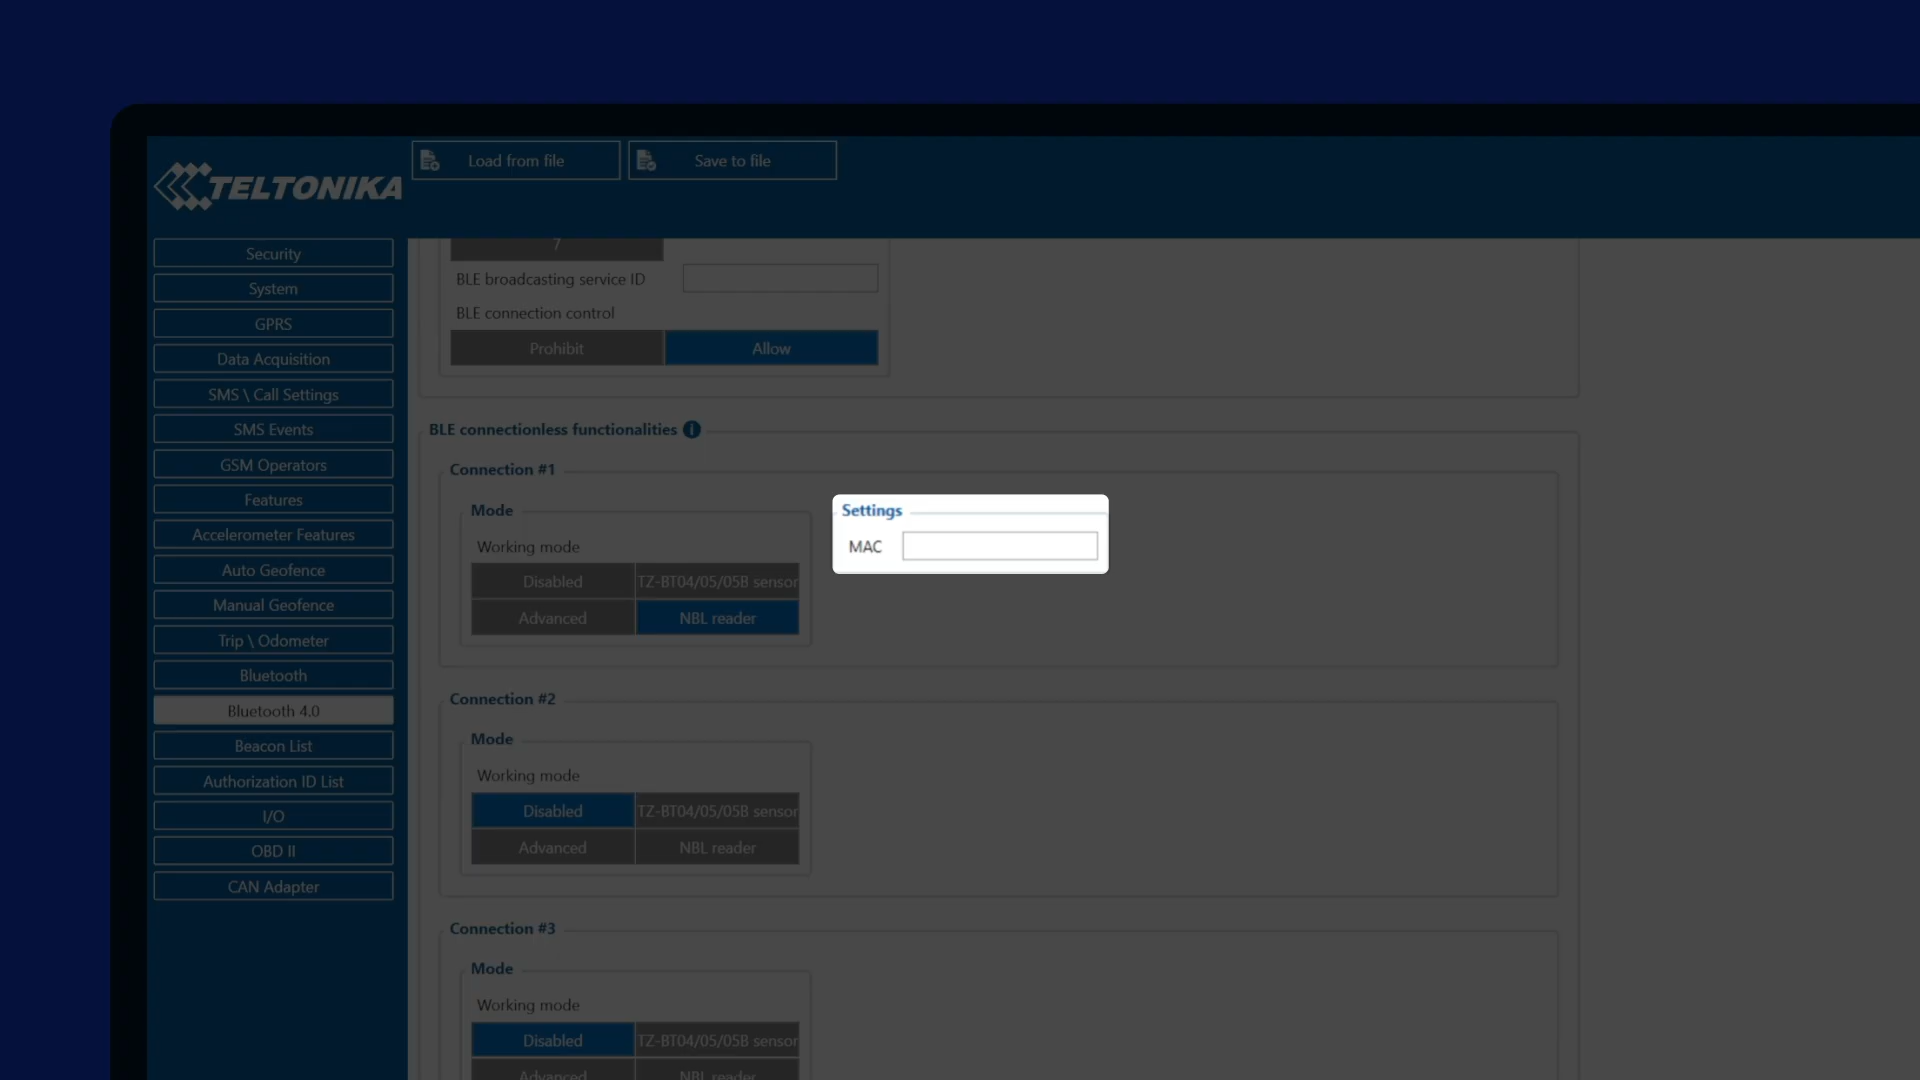 Load from file
Save to file
TELTONIKA
Security
System
GPRS
Data Acquisition
SMS \ Call Settings
SMS Events
GSM Operators
Features
Accelerometer Features
Auto Geofence
Manual Geofence
Trip \ Odometer
Bluetooth
Bluetooth 4.0
Beacon List
Authorization ID List
I/O
OBD II
CAN Adapter
7
BLE broadcasting service ID
BLE connection control
Prohibit Allow
BLE connectionless functionalities i
Connection #1
Mode
Working mode
Disabled TZ-BT04/05/05B sensor
Advanced NBL reader
Settings
MAC
Connection #2
Mode
Working mode
Disabled TZ-BT04/05/05B sensor
Advanced NBL reader
Connection #3
Mode
Working mode
Disabled TZ-BT04/05/05B sensor
Advanced NBL reader